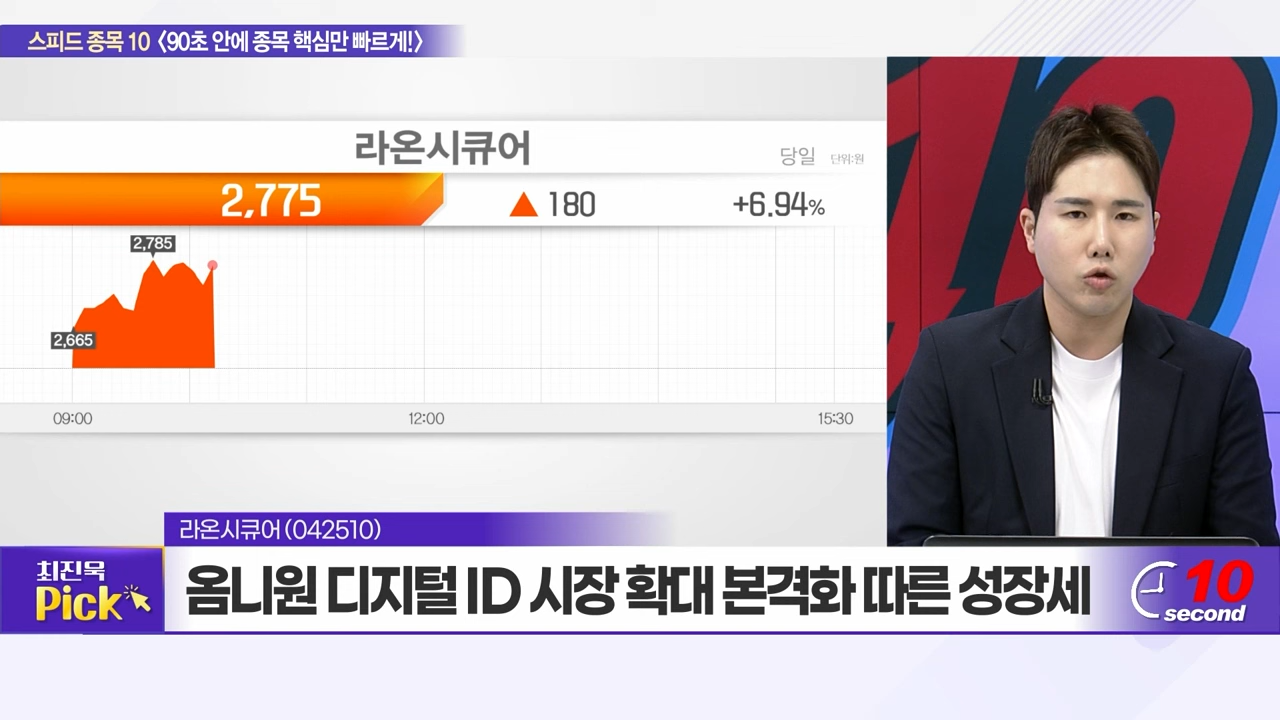 스피드 종목 10 〈90초 안에 종목 핵심만 빠르게!〉
라온시큐어
당일 단위:원
2,775 ▲ 180 +6.94%
2,785
2,665
09:00 12:00 15:30
10
라온시큐어(042510)
최진묵
Pick
옴니원 디지털 ID 시장 확대 본격화 따른 성장세
10
second